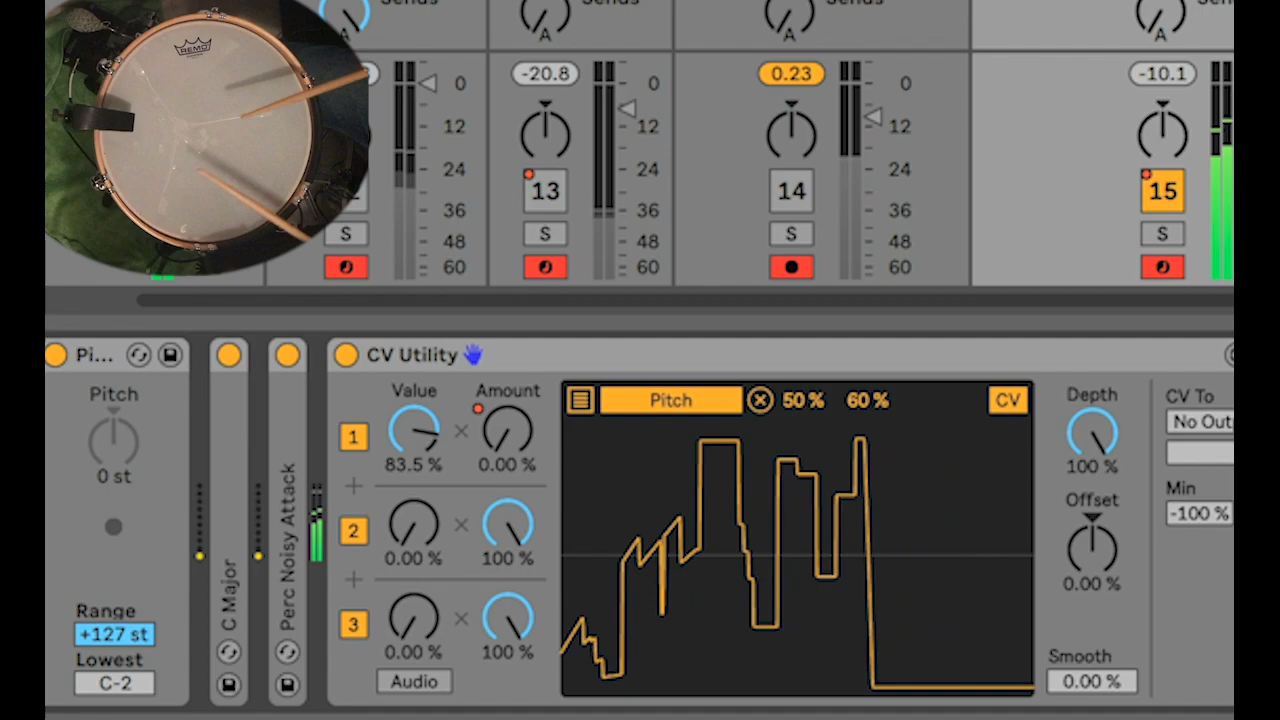 Sends
Sends
Sends
A
A
A
A
REMO
-20.8
0.23
-10.1
0
0
0
12
12
12
24
24
24
13
14
15
36
36
36
S
S
S
S
48
48
48
60
60
60
Pi...
CV Utility
Pitch
0 st
Range
+127 st
Lowest
C-2
C Major
Perc Noisy Attack
Value
Amount
1
83.5 %
0.00 %
2
0.00 %
100 %
3
0.00 %
100 %
Audio
Pitch
50 %
60 %
CV
Depth
100 %
Offset
0.00 %
Smooth
0.00 %
CV To
No Out
Min
-100 %